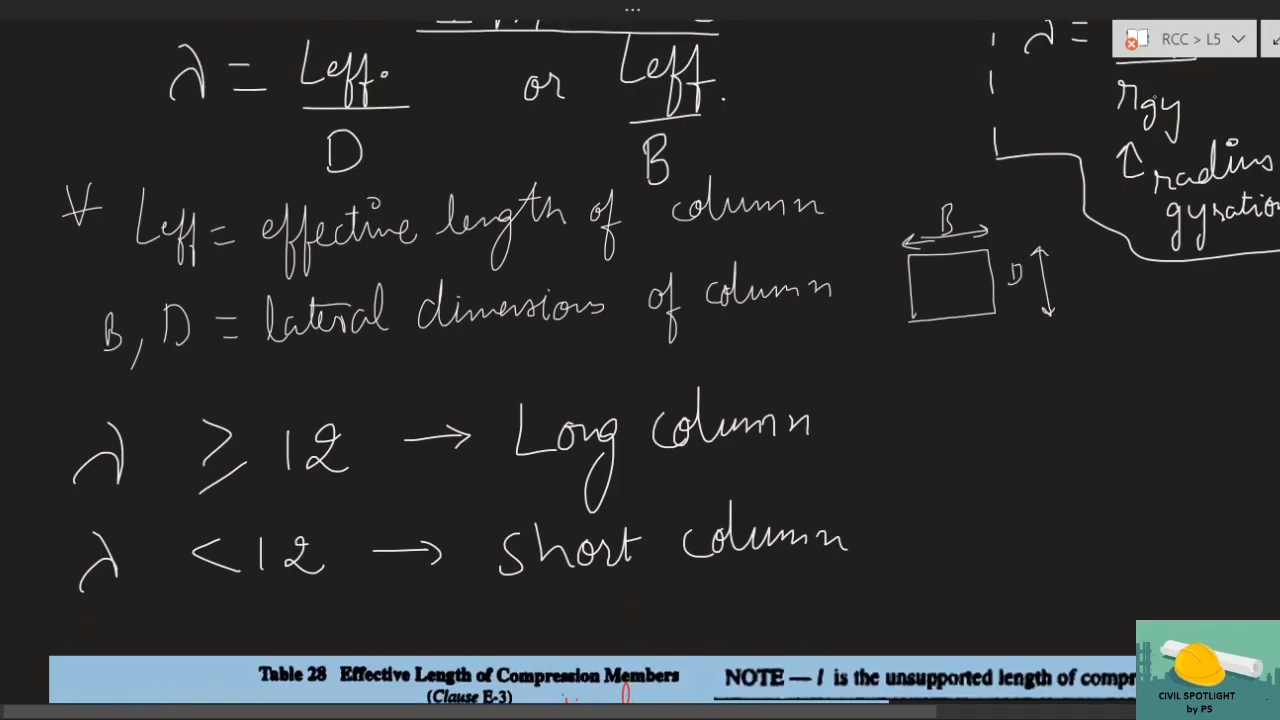 λ = Leff. / D or Leff. / B
λ =
rgy
↑ radius
gyration
∀ Leff = effective length of column
B
D
B, D = lateral dimensions of column
λ ≥ 12 → Long column
λ < 12 → Short column
RCC > L5
Table 28 Effective Length of Compression Members
(Clause E-3)
NOTE — l is the unsupported length of compr
CIVIL SPOTLIGHT
by PS